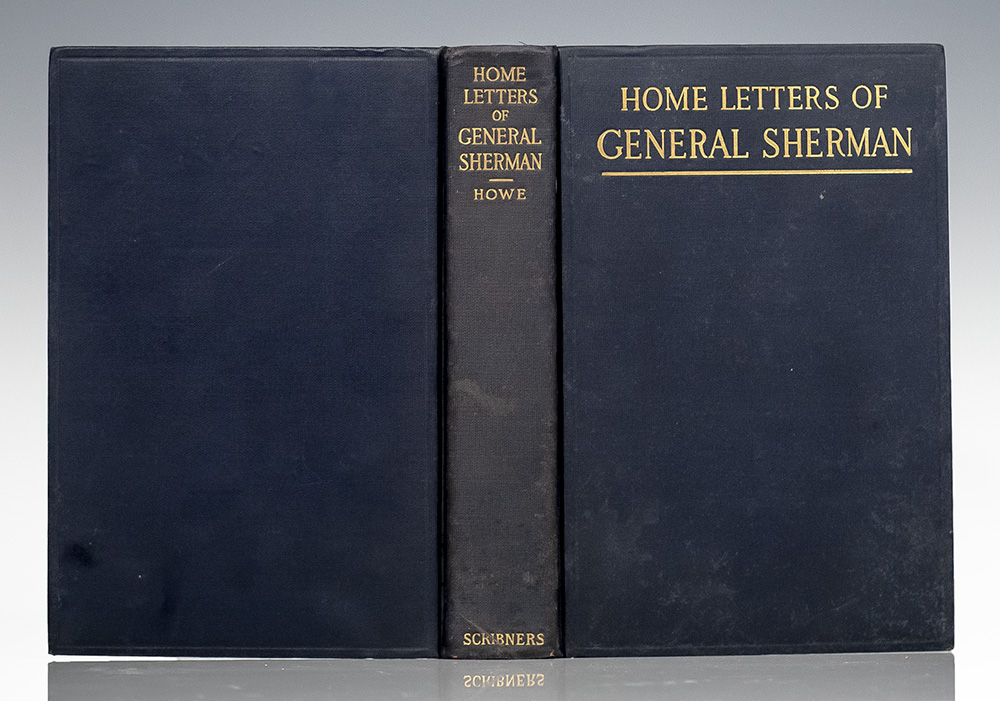 HOME
LETTERS
OF
GENERAL
SHERMAN
HOWE
SCRIBNERS
HOME LETTERS OF
GENERAL SHERMAN